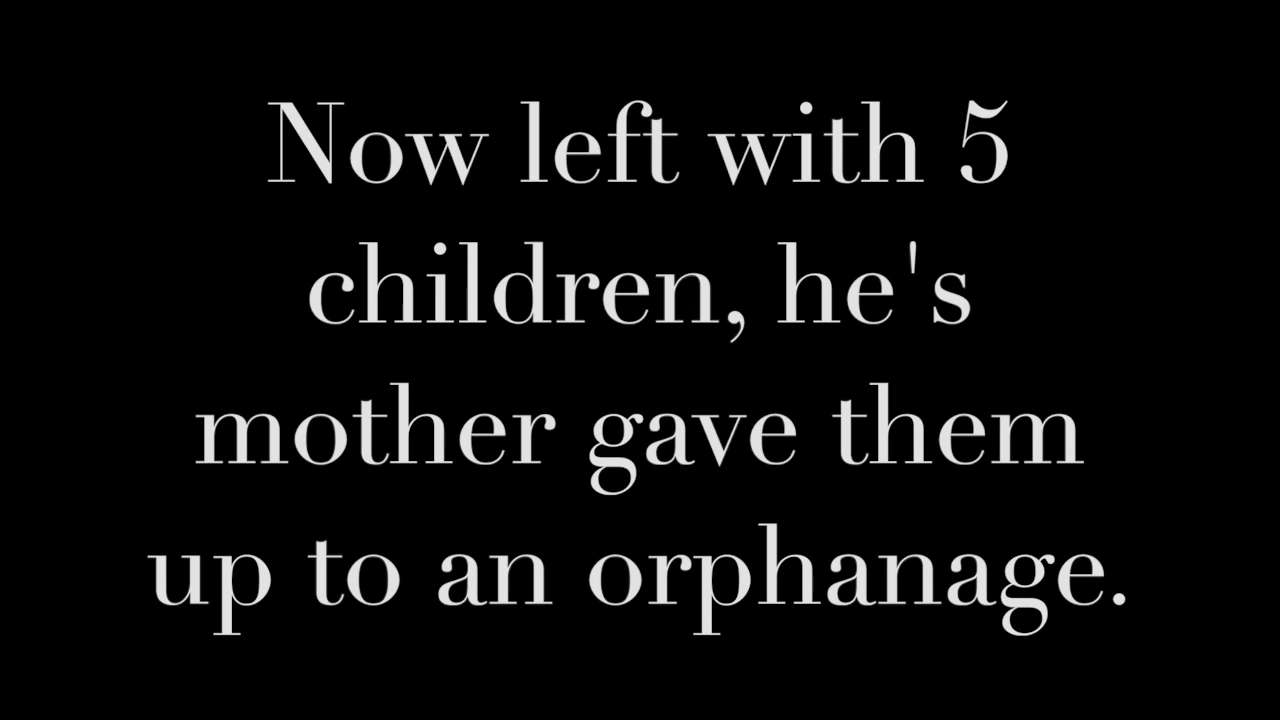 Now left with 5
children, he's
mother gave them
up to an orphanage.